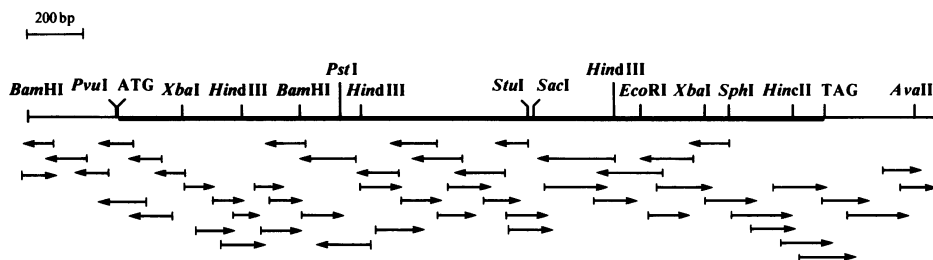 200 bp
PstI HindIII
PvuI ATG StuI SacI
BamHI XbaI HindIII BamHI HindIII EcoRI XbaI SphI HincII TAG AvaII